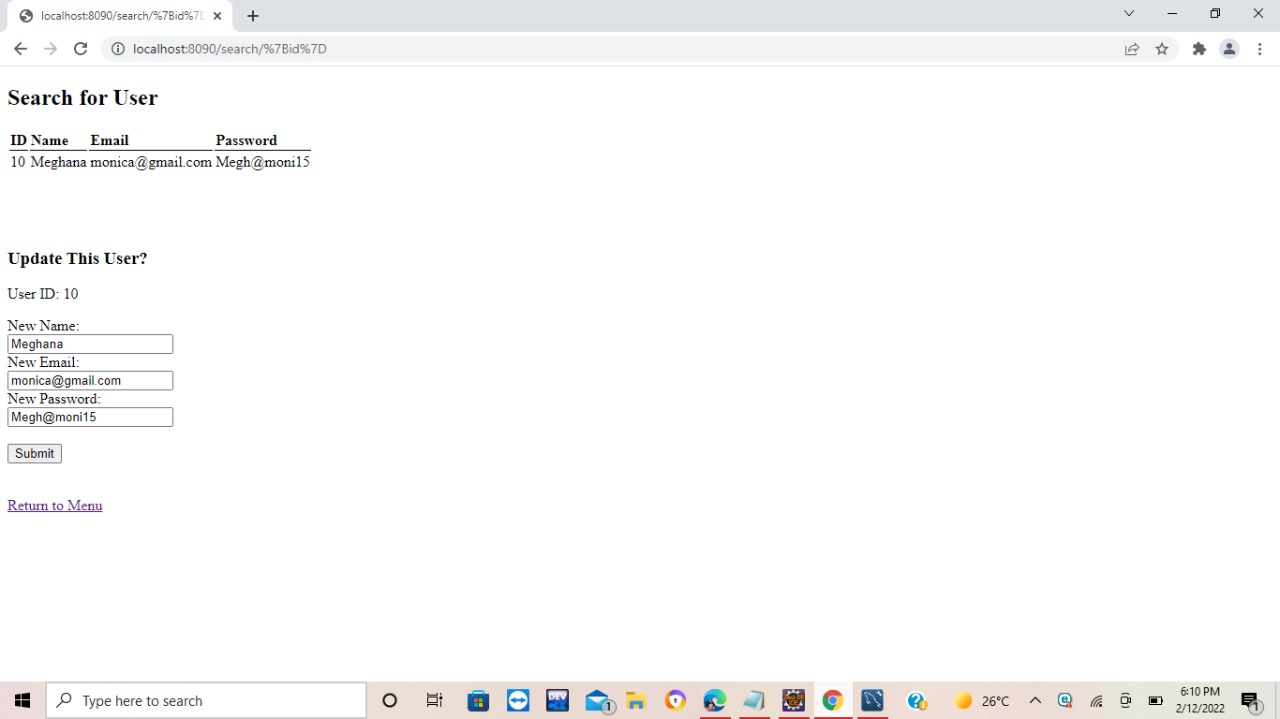 localhost:8090/search/%7Bid%7D
localhost:8090/search/%7Bid%7D
Search for User
ID Name Email Password
10 Meghana monica@gmail.com Megh@moni15
Update This User?
User ID: 10
New Name:
Meghana
New Email:
monica@gmail.com
New Password:
Megh@moni15
Submit
Return to Menu
Type here to search
DEV
1
26°C
6:10 PM
2/12/2022
1